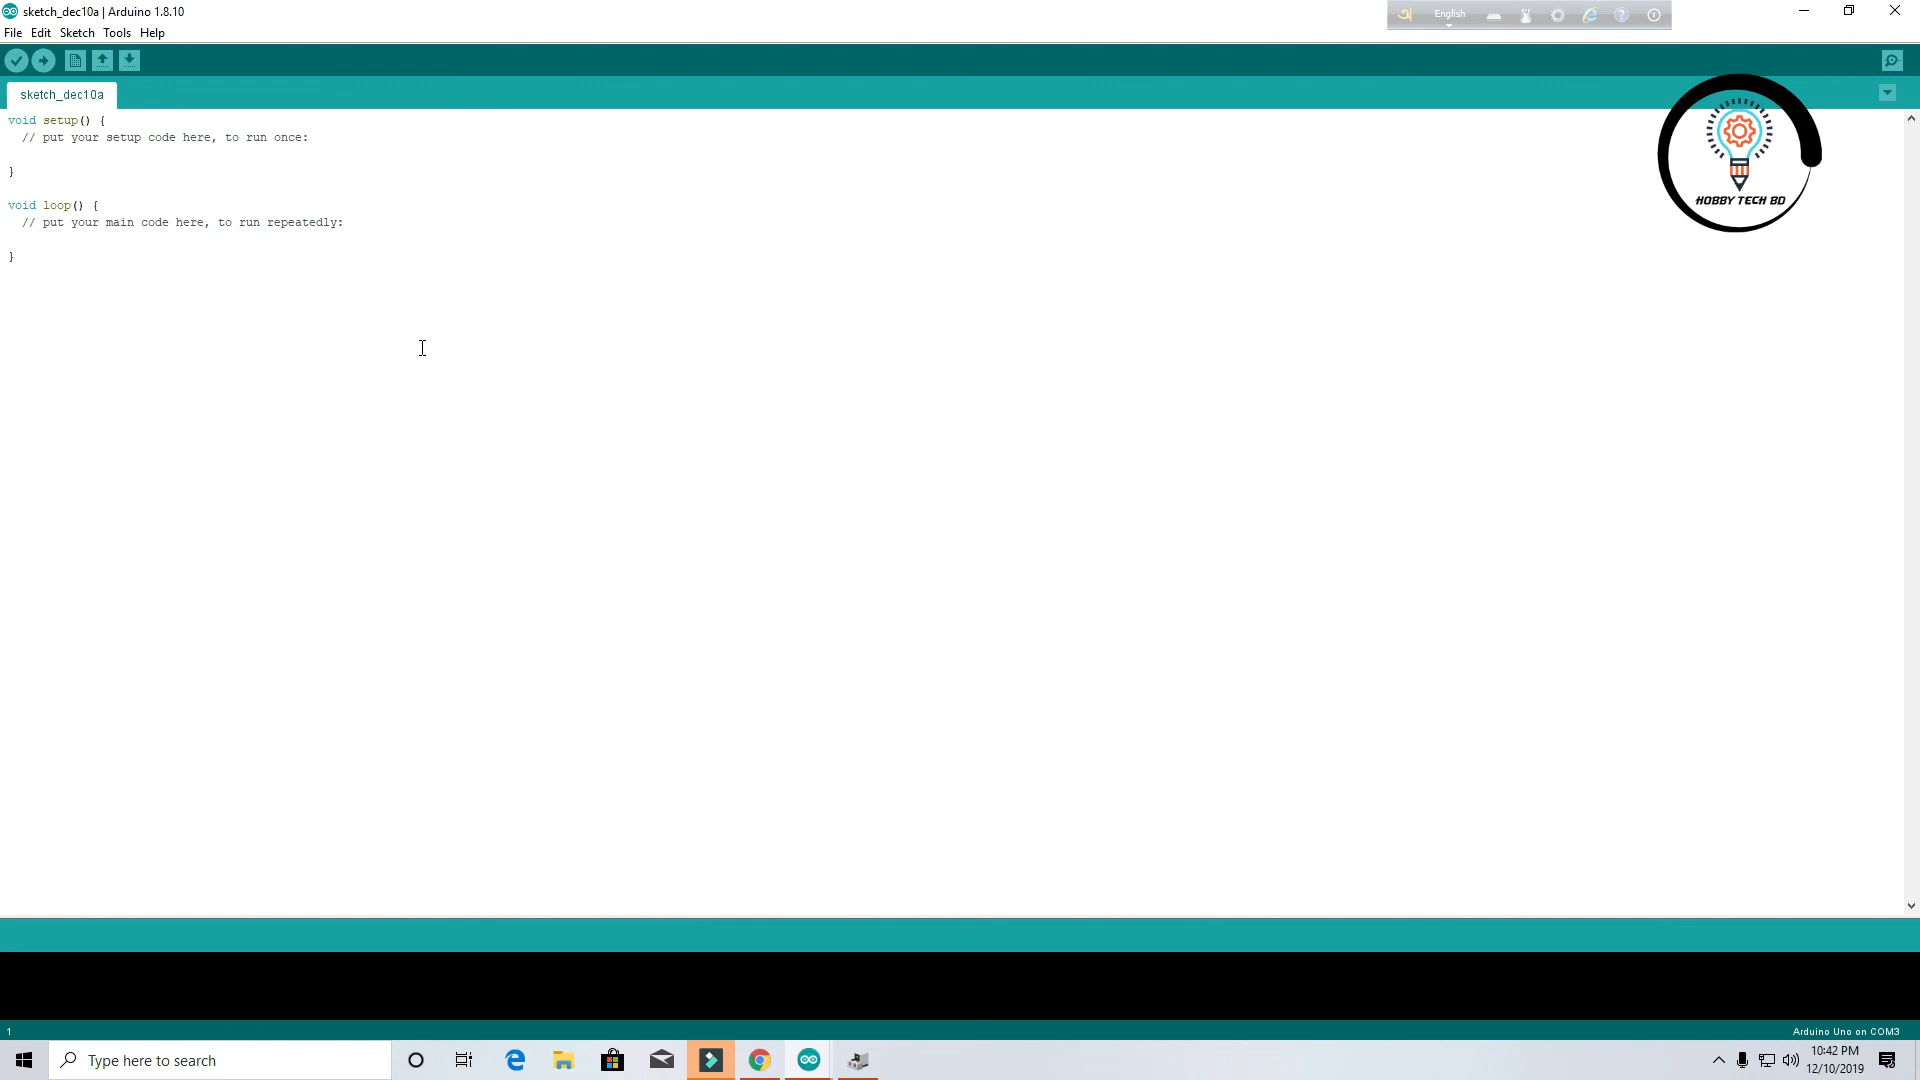 sketch_dec10a | Arduino 1.8.10
English
File Edit Sketch Tools Help
sketch_dec10a
void setup() {
  // put your setup code here, to run once:
}
void loop() {
  // put your main code here, to run repeatedly:
}
HOBBY TECH BD
1
Arduino Uno on COM3
Type here to search
10:42 PM
12/10/2019